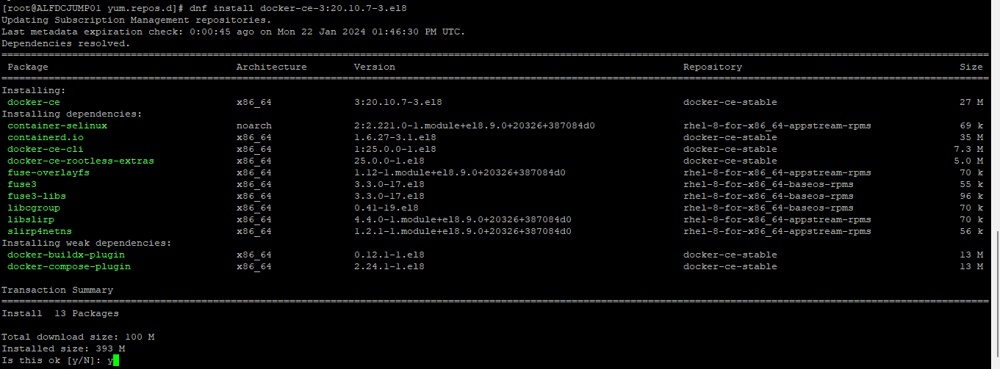 [root@ALFDCJUMP01 yum.repos.d]# dnf install docker-ce-3:20.10.7-3.el8
Updating Subscription Management repositories.
Last metadata expiration check: 0:00:45 ago on Mon 22 Jan 2024 01:46:30 PM UTC.
Dependencies resolved.
Package Architecture Version Repository Size
Installing:
docker-ce x86_64 3:20.10.7-3.el8 docker-ce-stable 27 M
Installing dependencies:
container-selinux noarch 2:2.221.0-1.module+el8.9.0+20326+387084d0 rhel-8-for-x86_64-appstream-rpms 69 k
containerd.io x86_64 1.6.27-3.1.el8 docker-ce-stable 35 M
docker-ce-cli x86_64 1:25.0.0-1.el8 docker-ce-stable 7.3 M
docker-ce-rootless-extras x86_64 25.0.0-1.el8 docker-ce-stable 5.0 M
fuse-overlayfs x86_64 1.12-1.module+el8.9.0+20326+387084d0 rhel-8-for-x86_64-appstream-rpms 70 k
fuse3 x86_64 3.3.0-17.el8 rhel-8-for-x86_64-baseos-rpms 55 k
fuse3-libs x86_64 3.3.0-17.el8 rhel-8-for-x86_64-baseos-rpms 96 k
libcgroup x86_64 0.41-19.el8 rhel-8-for-x86_64-baseos-rpms 70 k
libslirp x86_64 4.4.0-1.module+el8.9.0+20326+387084d0 rhel-8-for-x86_64-appstream-rpms 70 k
slirp4netns x86_64 1.2.1-1.module+el8.9.0+20326+387084d0 rhel-8-for-x86_64-appstream-rpms 56 k
Installing weak dependencies:
docker-buildx-plugin x86_64 0.12.1-1.el8 docker-ce-stable 13 M
docker-compose-plugin x86_64 2.24.1-1.el8 docker-ce-stable 13 M
Transaction Summary
Install 13 Packages
Total download size: 100 M
Installed size: 393 M
Is this ok [y/N]: y